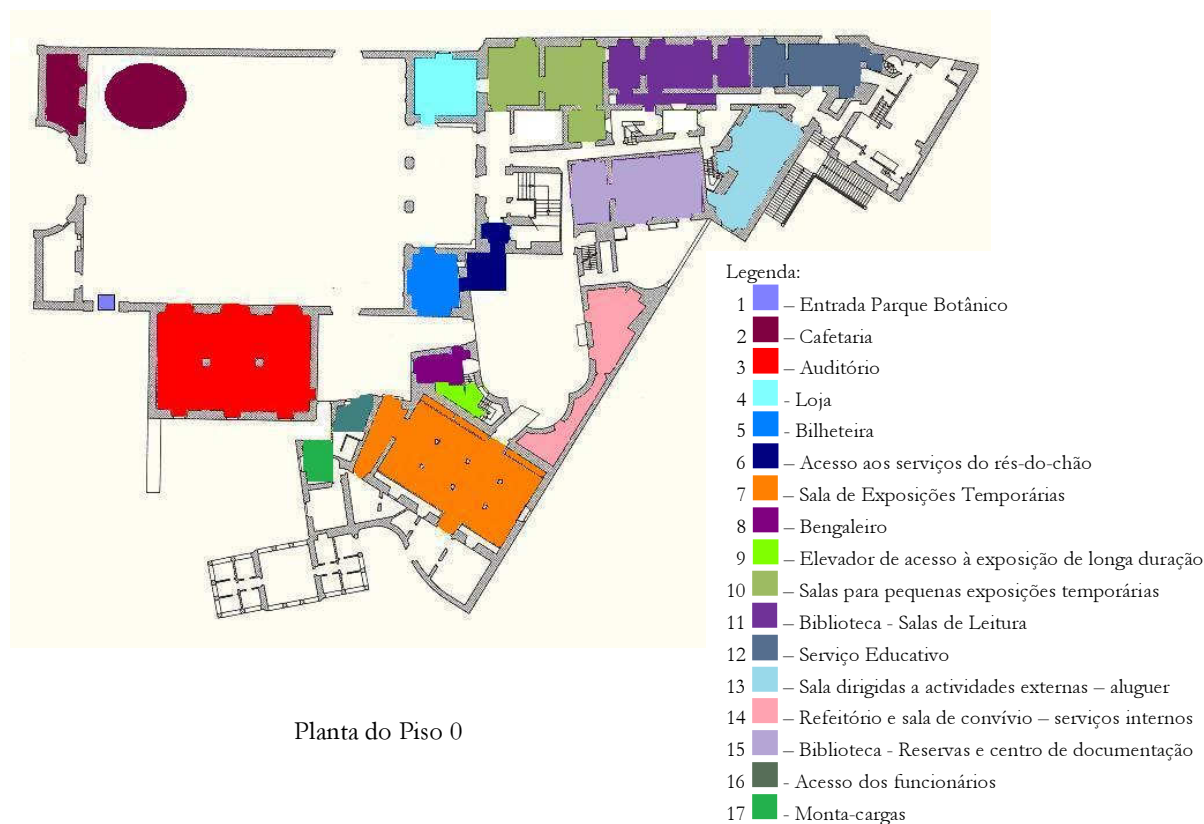 Legenda:
1 – Entrada Parque Botânico
2 – Cafetaria
3 – Auditório
4 - Loja
5 - Bilheteira
6 – Acesso aos serviços do rés-do-chão
7 – Sala de Exposições Temporárias
8 – Bengaleiro
9 – Elevador de acesso à exposição de longa duração
10 – Salas para pequenas exposições temporárias
11 – Biblioteca - Salas de Leitura
12 – Serviço Educativo
13 – Sala dirigidas a actividades externas – aluguer
14 – Refeitório e sala de convívio – serviços internos
15 – Biblioteca - Reservas e centro de documentação
16 - Acesso dos funcionários
17 - Monta-cargas
Planta do Piso 0